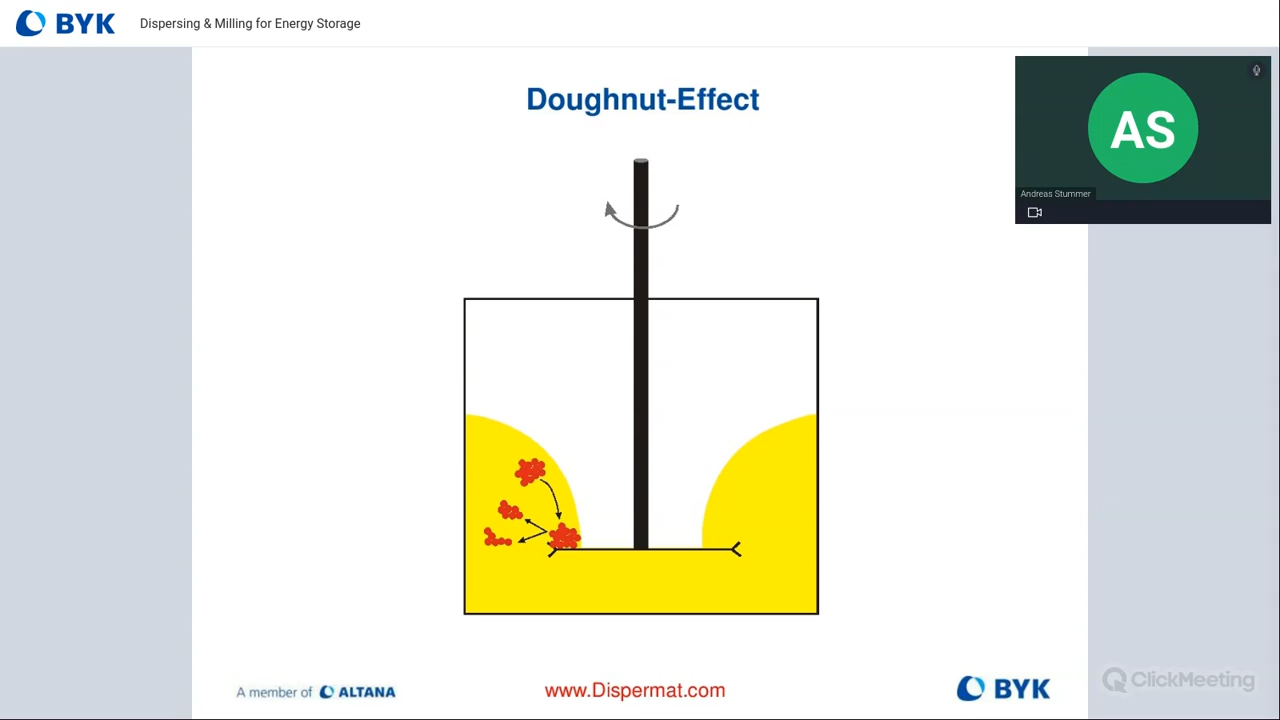 BYK
Dispersing & Milling for Energy Storage
Doughnut-Effect
AS
Andreas Stummer
A member of ALTANA
www.Dispermat.com
BYK
ClickMeeting